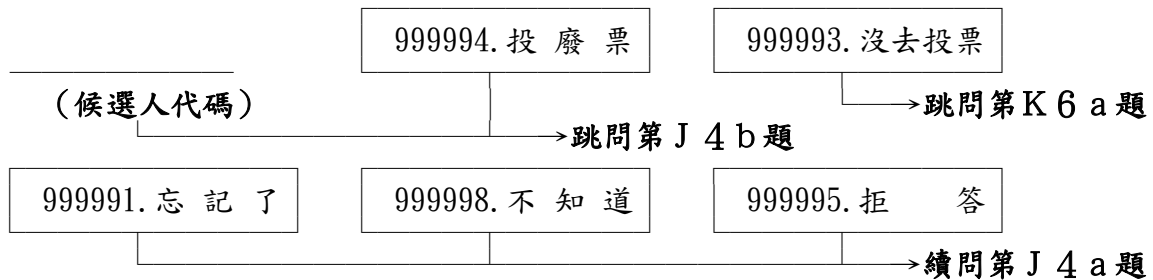 999994.投 廢 票
999993.沒去投票
(候選人代碼)
跳問第Ｋ６ａ題
跳問第Ｊ４ｂ題
999991.忘 記 了
999998.不 知 道
999995.拒　　答
續問第Ｊ４ａ題